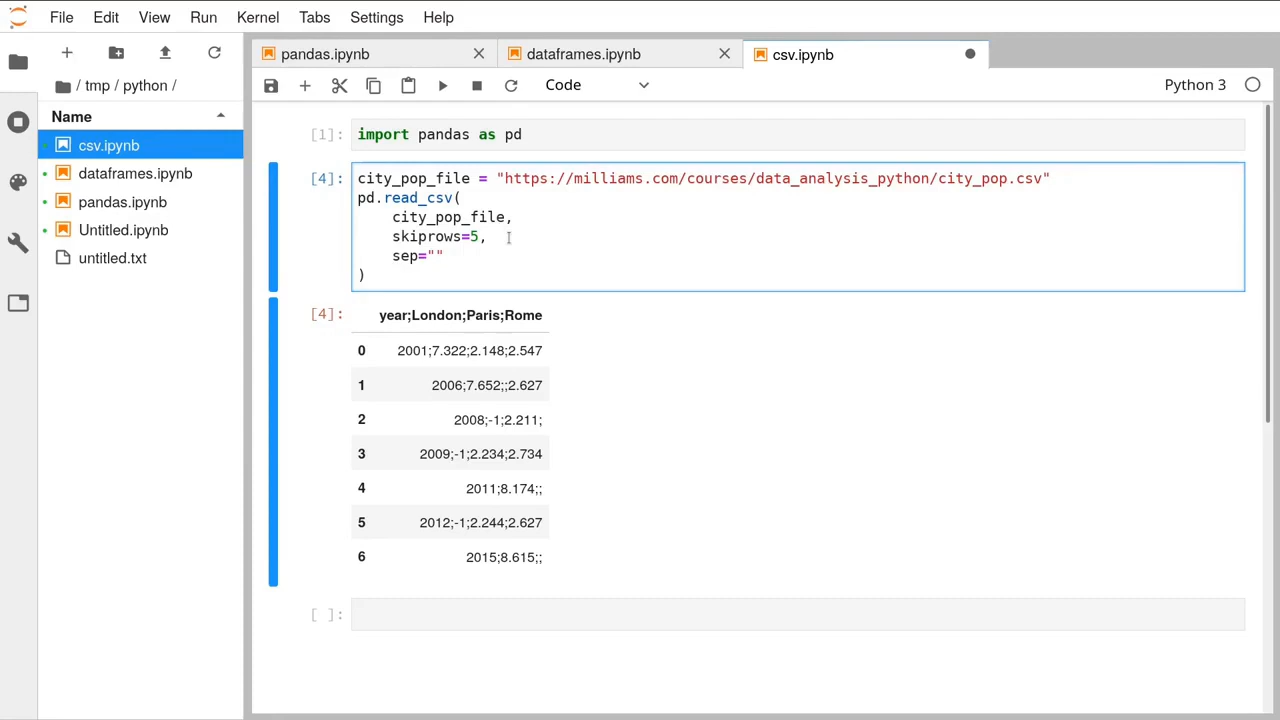 File Edit View Run Kernel Tabs Settings Help
pandas.ipynb
dataframes.ipynb
csv.ipynb
/ tmp / python /
Code
Python 3
Name
csv.ipynb
dataframes.ipynb
pandas.ipynb
Untitled.ipynb
untitled.txt
[1]: import pandas as pd
[4]: city_pop_file = "https://milliams.com/courses/data_analysis_python/city_pop.csv"
pd.read_csv(
city_pop_file,
skiprows=5,
sep=""
)
[4]: year;London;Paris;Rome
0 2001;7.322;2.148;2.547
1 2006;7.652;;2.627
2 2008;-1;2.211;
3 2009;-1;2.234;2.734
4 2011;8.174;;
5 2012;-1;2.244;2.627
6 2015;8.615;;
[ ]: